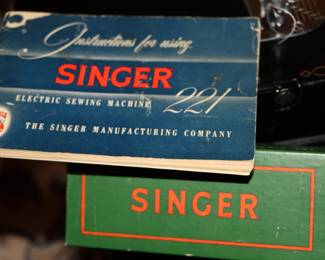 Instructions for using
SINGER
ELECTRIC SEWING MACHINE 221
THE SINGER MANUFACTURING COMPANY
SINGER